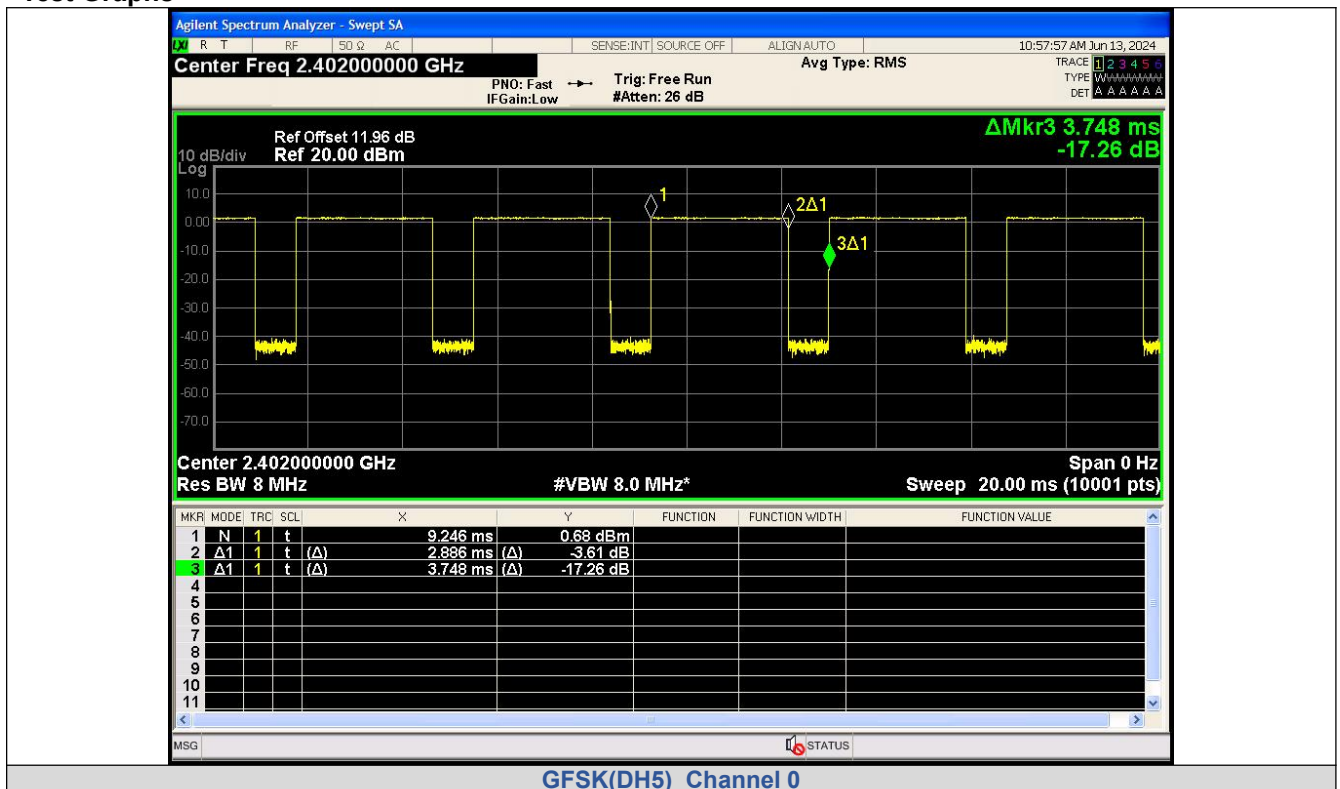 Test Graphs
Agilent Spectrum Analyzer - Swept SA
LXI R T RF 50 Ω AC SENSE:INT SOURCE OFF ALIGN AUTO 10:57:57 AM Jun 13, 2024
Center Freq 2.402000000 GHz
PNO: Fast
IFGain:Low
Trig: Free Run
#Atten: 26 dB
Avg Type: RMS
TRACE 1 2 3 4 5 6
TYPE WWWWWW
DET A A A A A A
Ref Offset 11.96 dB
10 dB/div Ref 20.00 dBm
Log
ΔMkr3 3.748 ms
-17.26 dB
10.0
0.00
-10.0
-20.0
-30.0
-40.0
-50.0
-60.0
-70.0
1
2Δ1
3Δ1
Center 2.402000000 GHz Span 0 Hz
Res BW 8 MHz #VBW 8.0 MHz* Sweep 20.00 ms (10001 pts)
MKR MODE TRC SCL X Y FUNCTION FUNCTION WIDTH FUNCTION VALUE
1 N 1 t 9.246 ms 0.68 dBm
2 Δ1 1 t (Δ) 2.886 ms (Δ) -3.61 dB
3 Δ1 1 t (Δ) 3.748 ms (Δ) -17.26 dB
4
5
6
7
8
9
10
11
MSG STATUS
GFSK(DH5) Channel 0